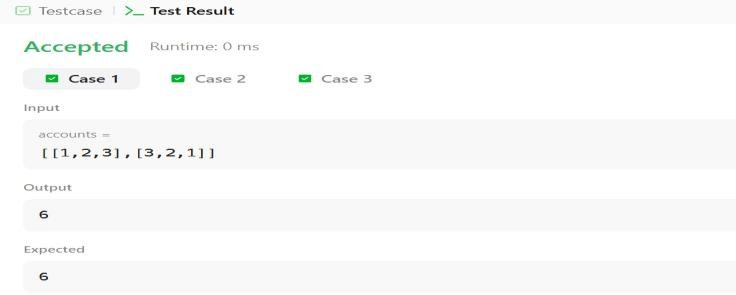 Testcase | >_ Test Result
Accepted Runtime: 0 ms
Case 1 Case 2 Case 3
Input
accounts =
[[1,2,3],[3,2,1]]
Output
6
Expected
6